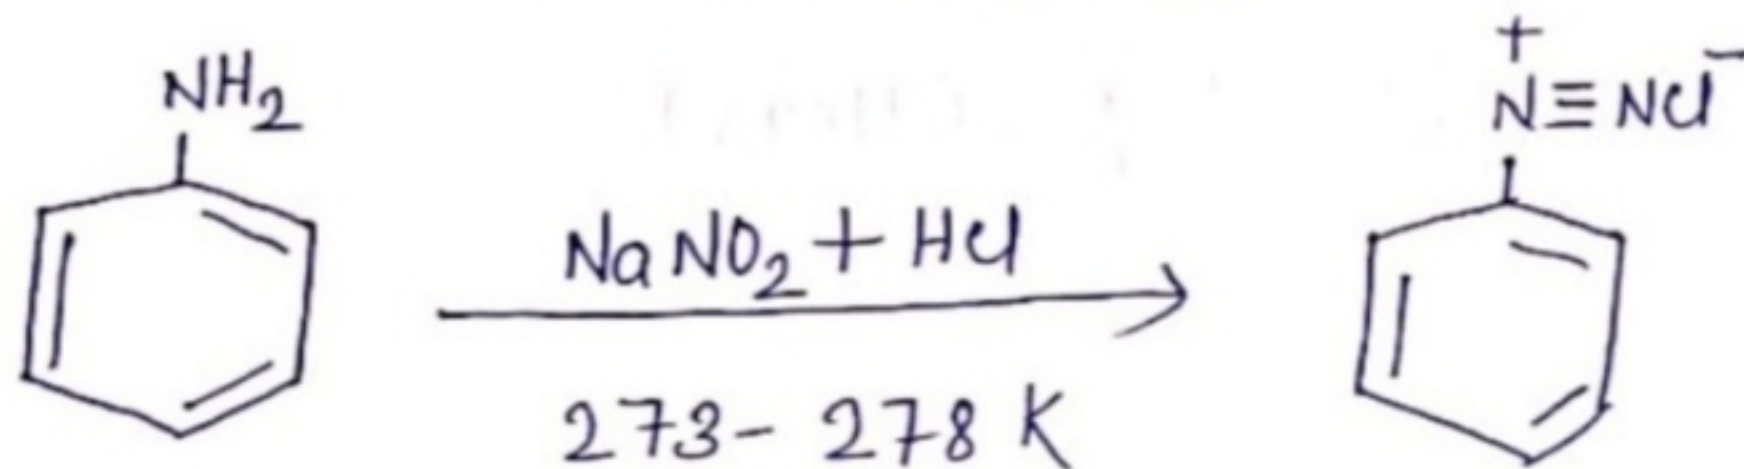 NH₂
+
N≡NCl⁻
NaNO₂ + HCl
273 - 278 K